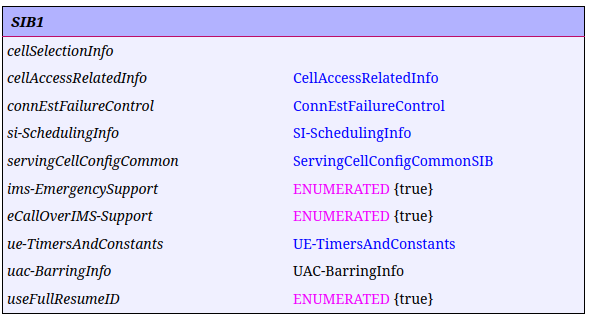 SIB1
cellSelectionInfo
cellAccessRelatedInfo CellAccessRelatedInfo
connEstFailureControl ConnEstFailureControl
si-SchedulingInfo SI-SchedulingInfo
servingCellConfigCommon ServingCellConfigCommonSIB
ims-EmergencySupport ENUMERATED {true}
eCallOverIMS-Support ENUMERATED {true}
ue-TimersAndConstants UE-TimersAndConstants
uac-BarringInfo UAC-BarringInfo
useFullResumeID ENUMERATED {true}